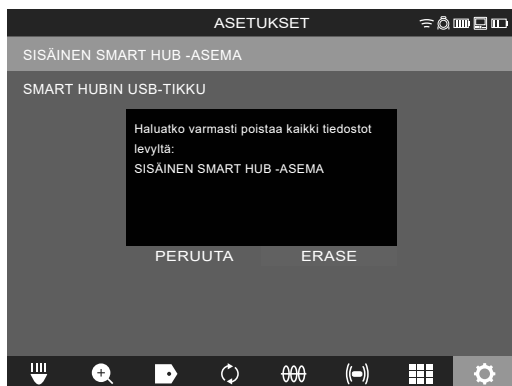 ASETUKSET
SISÄINEN SMART HUB -ASEMA
SMART HUBIN USB-TIKKU
Haluatko varmasti poistaa kaikki tiedostot
levyltä:
SISÄINEN SMART HUB -ASEMA
PERUUTA ERASE